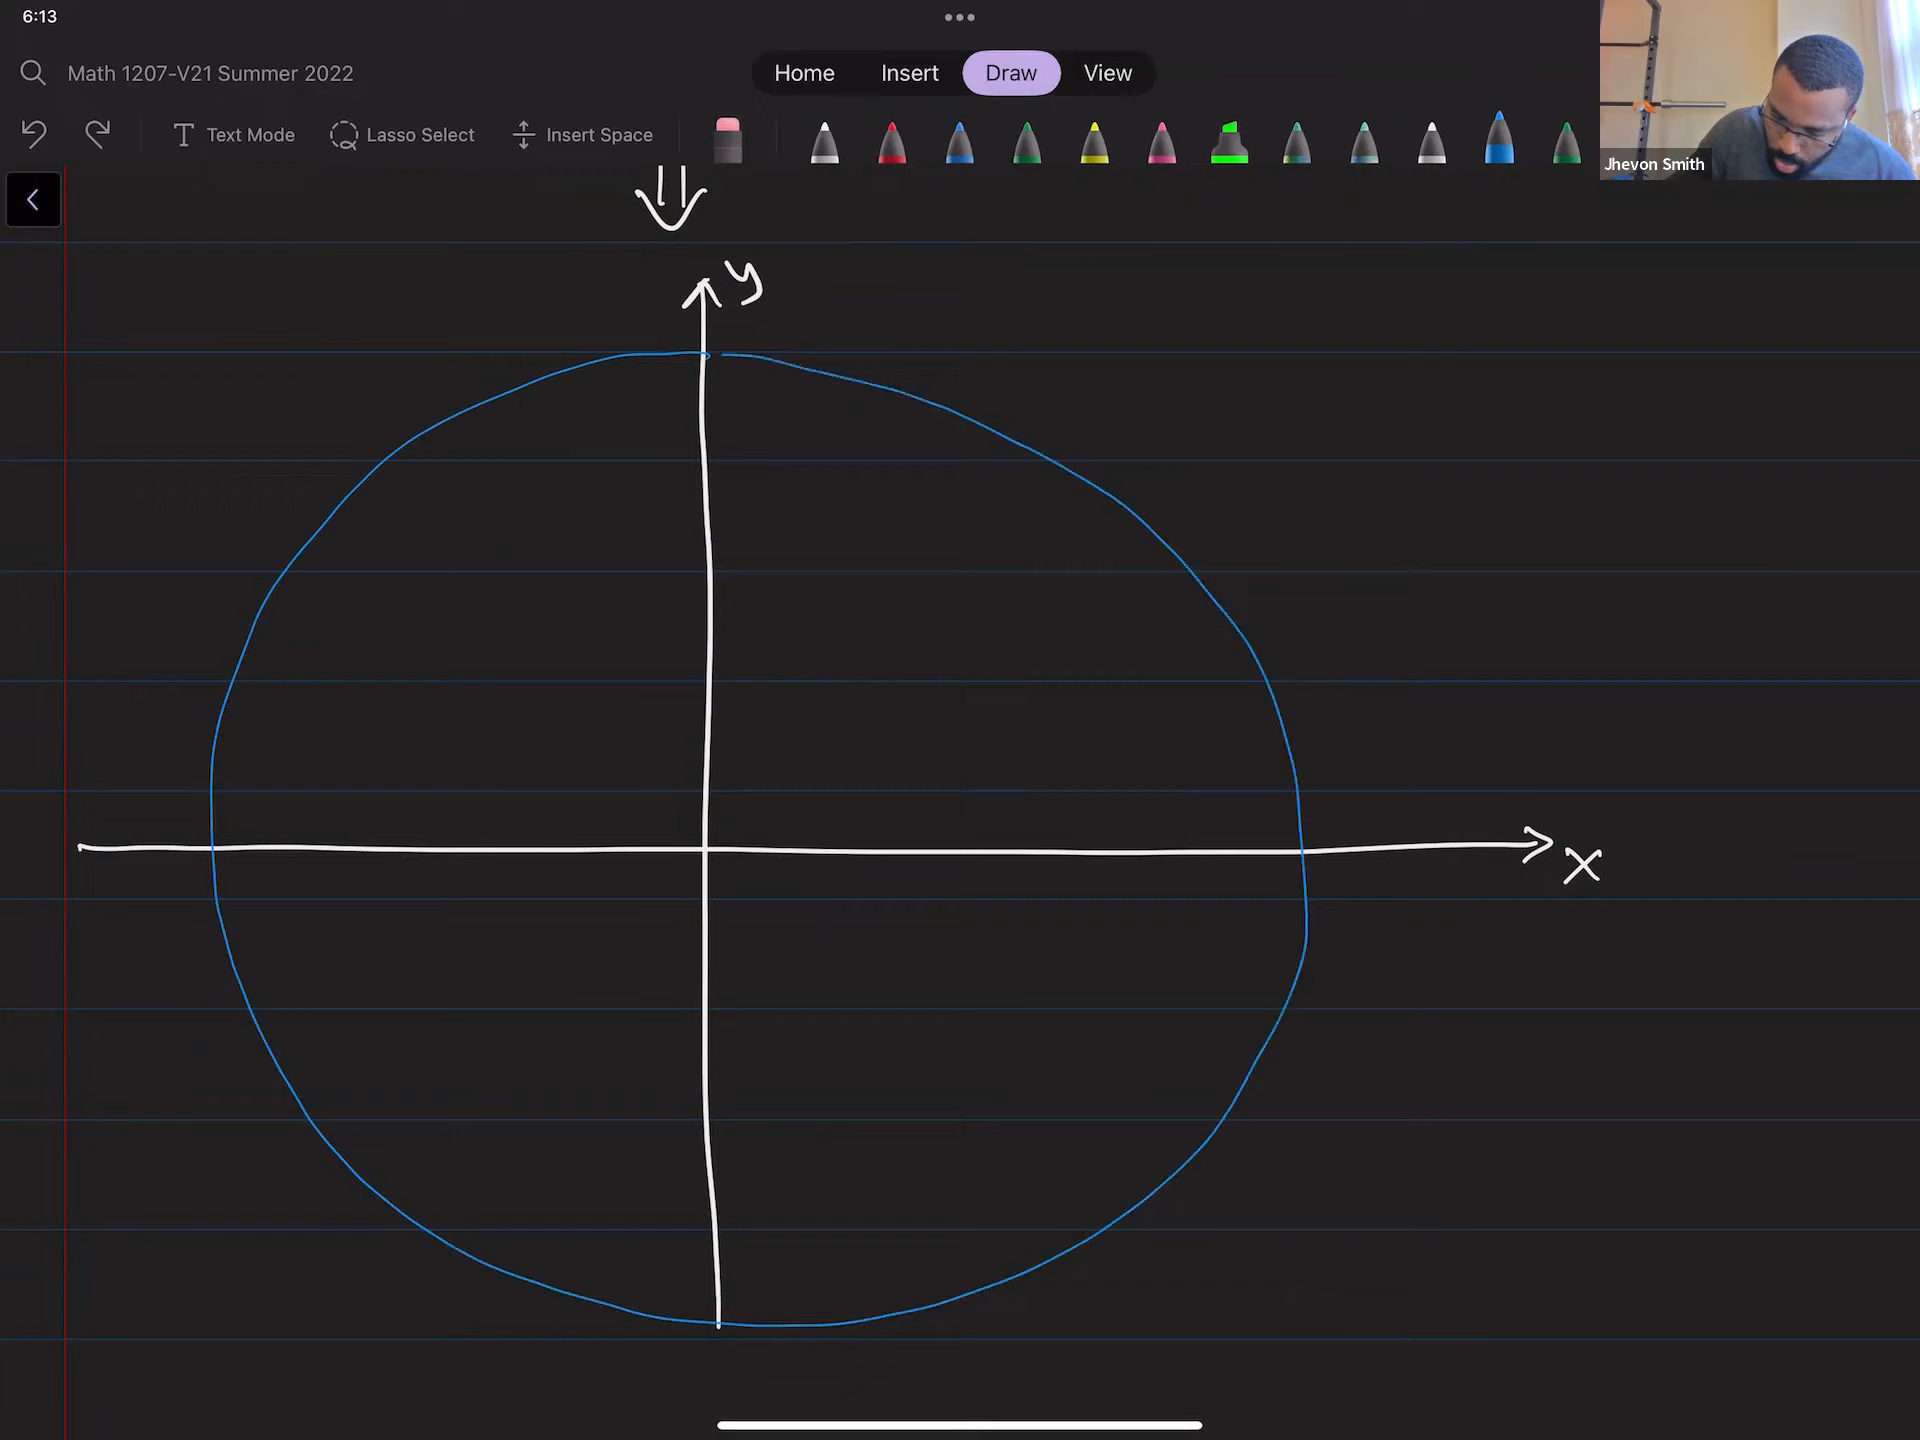 6:13
Math 1207-V21 Summer 2022
Home Insert Draw View
Text Mode Lasso Select Insert Space
Jhevon Smith
y
x